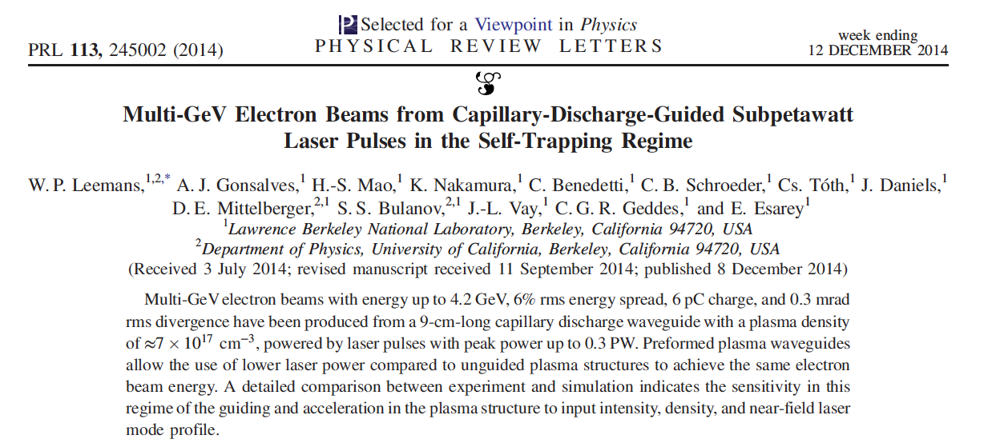 Selected for a Viewpoint in Physics
PRL 113, 245002 (2014)
PHYSICAL REVIEW LETTERS
week ending
12 DECEMBER 2014
Multi-GeV Electron Beams from Capillary-Discharge-Guided Subpetawatt
Laser Pulses in the Self-Trapping Regime
W. P. Leemans,1,2,* A. J. Gonsalves,1 H.-S. Mao,1 K. Nakamura,1 C. Benedetti,1 C. B. Schroeder,1 Cs. Tóth,1 J. Daniels,1
D. E. Mittelberger,2,1 S. S. Bulanov,2,1 J.-L. Vay,1 C. G. R. Geddes,1 and E. Esarey1
1Lawrence Berkeley National Laboratory, Berkeley, California 94720, USA
2Department of Physics, University of California, Berkeley, California 94720, USA
(Received 3 July 2014; revised manuscript received 11 September 2014; published 8 December 2014)
Multi-GeV electron beams with energy up to 4.2 GeV, 6% rms energy spread, 6 pC charge, and 0.3 mrad
rms divergence have been produced from a 9-cm-long capillary discharge waveguide with a plasma density
of ≈7 × 10^17 cm^−3, powered by laser pulses with peak power up to 0.3 PW. Preformed plasma waveguides
allow the use of lower laser power compared to unguided plasma structures to achieve the same electron
beam energy. A detailed comparison between experiment and simulation indicates the sensitivity in this
regime of the guiding and acceleration in the plasma structure to input intensity, density, and near-field laser
mode profile.